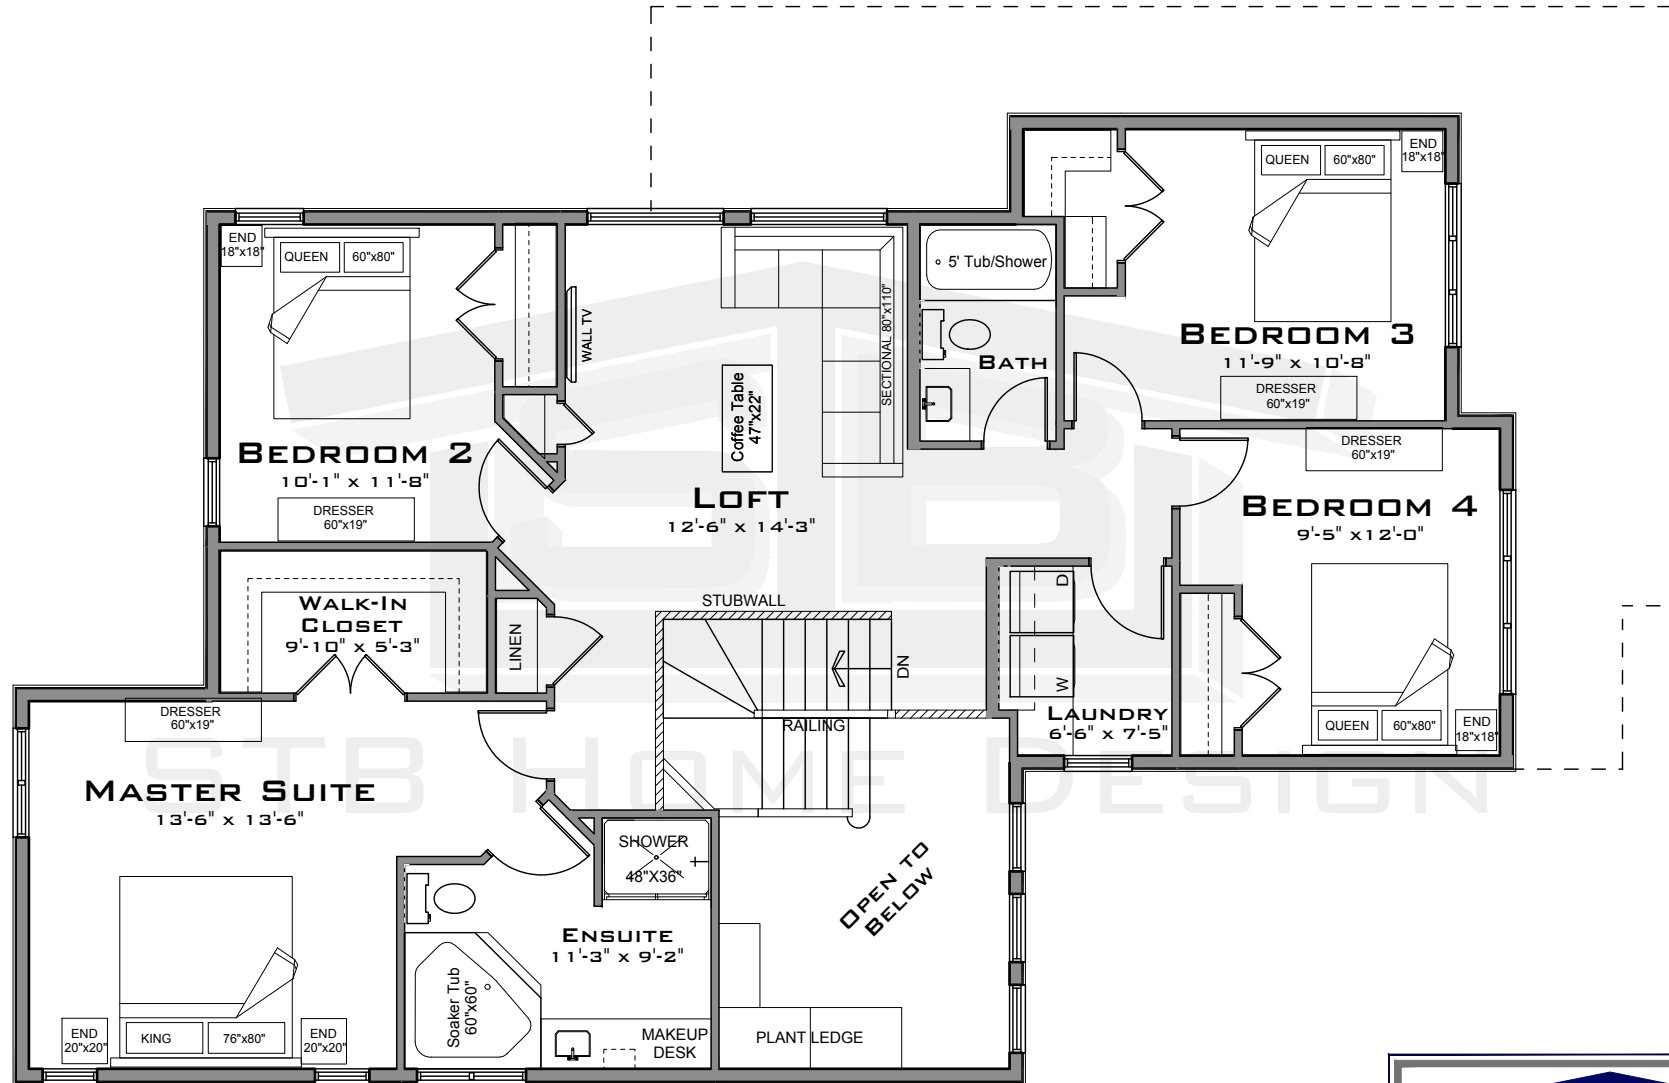 QUEEN 60"x80"
END
18"x18"
BEDROOM 3
11'-9" x 10'-8"
DRESSER
60"x19"
END
18"x18"
QUEEN 60"x80"
BEDROOM 2
10'-1" x 11'-8"
DRESSER
60"x19"
WALL TV
SECTIONAL 80"x110"
Coffee Table
47"x22"
LOFT
12'-6" x 14'-3"
5' Tub/Shower
BATH
DRESSER
60"x19"
BEDROOM 4
9'-5" x12'-0"
QUEEN 60"x80"
END
18"x18"
WALK-IN
CLOSET
9'-10" x 5'-3"
LINEN
STUBWALL
DN
RAILING
D
W
LAUNDRY
6'-6" x 7'-5"
DRESSER
60"x19"
STB HOME DESIGN
MASTER SUITE
13'-6" x 13'-6"
END
20"x20"
KING 76"x80"
END
20"x20"
SHOWER
48"X36"
ENSUITE
11'-3" x 9'-2"
Soaker Tub
60"x60"
MAKEUP
DESK
OPEN TO
BELOW
PLANT LEDGE
STB